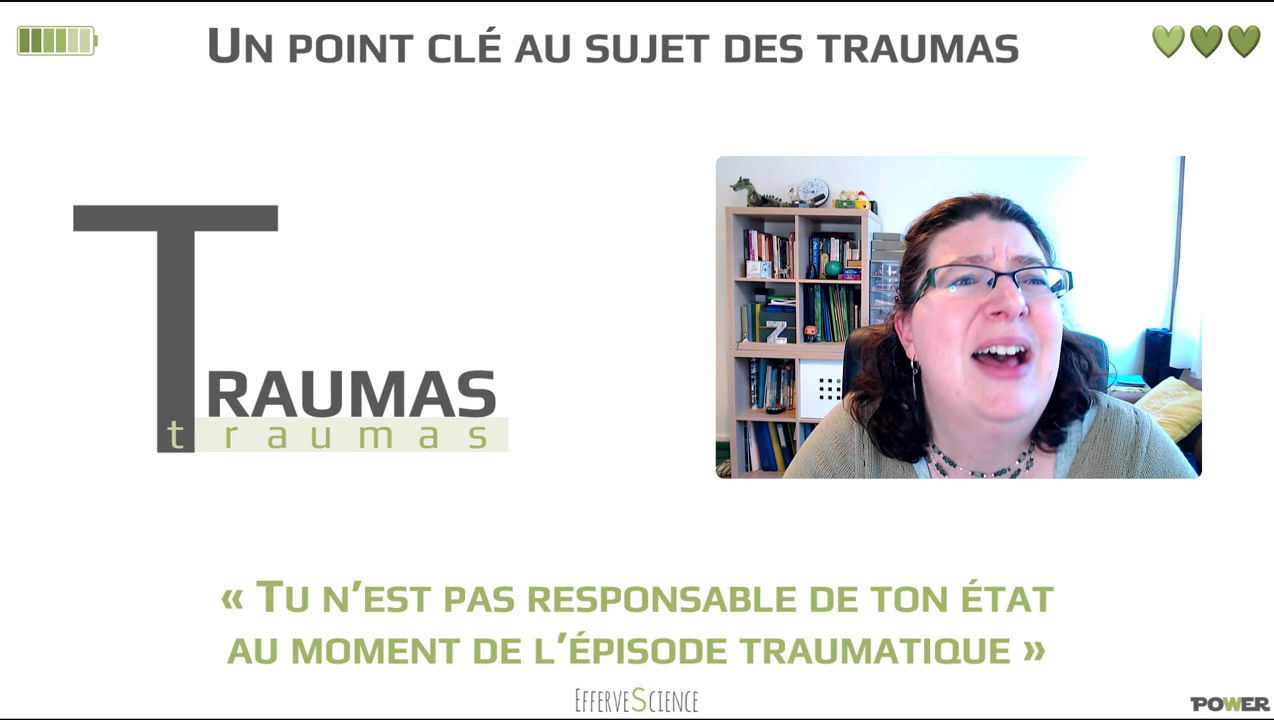 UN POINT CLÉ AU SUJET DES TRAUMAS
TRAUMAS
traumas
« TU N'EST PAS RESPONSABLE DE TON ÉTAT
AU MOMENT DE L'ÉPISODE TRAUMATIQUE »
EFFERVESCIENCE
POWER